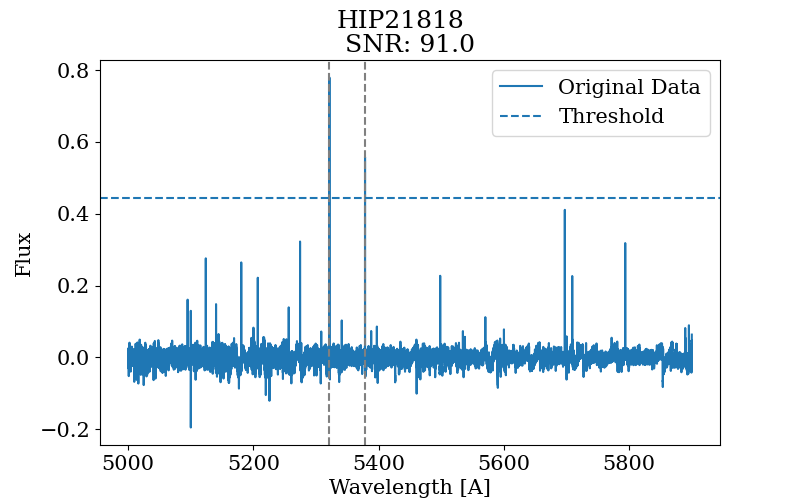 HIP21818
SNR: 91.0
Original Data
Threshold
0.8
0.6
0.4
0.2
0.0
−0.2
Flux
5000 5200 5400 5600 5800
Wavelength [A]